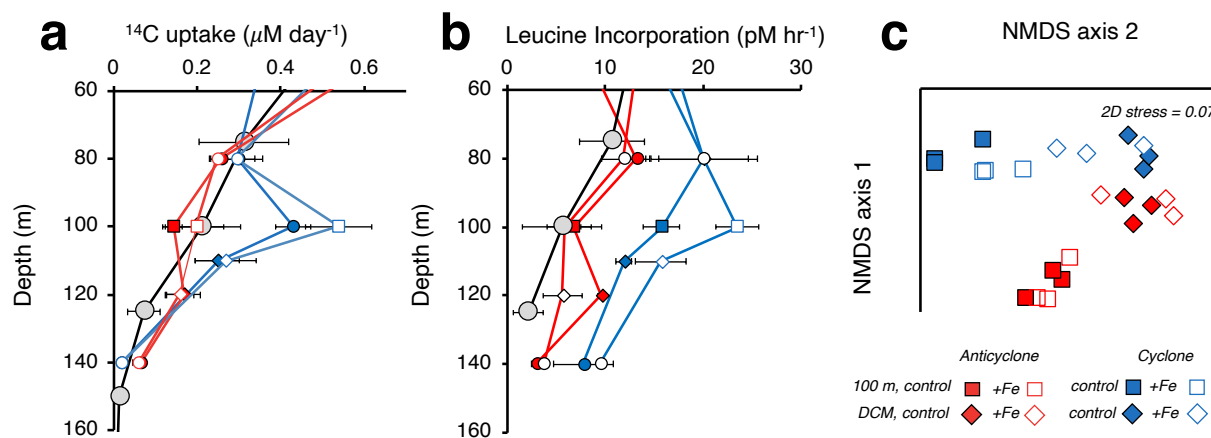 a
¹⁴C uptake (µM day⁻¹)
0 0.2 0.4 0.6
60
80
100
120
140
160
Depth (m)
b
Leucine Incorporation (pM hr⁻¹)
0 10 20 30
60
80
100
120
140
160
Depth (m)
c
NMDS axis 2
2D stress = 0.07
NMDS axis 1
Anticyclone Cyclone
100 m, control +Fe control +Fe
DCM, control +Fe control +Fe